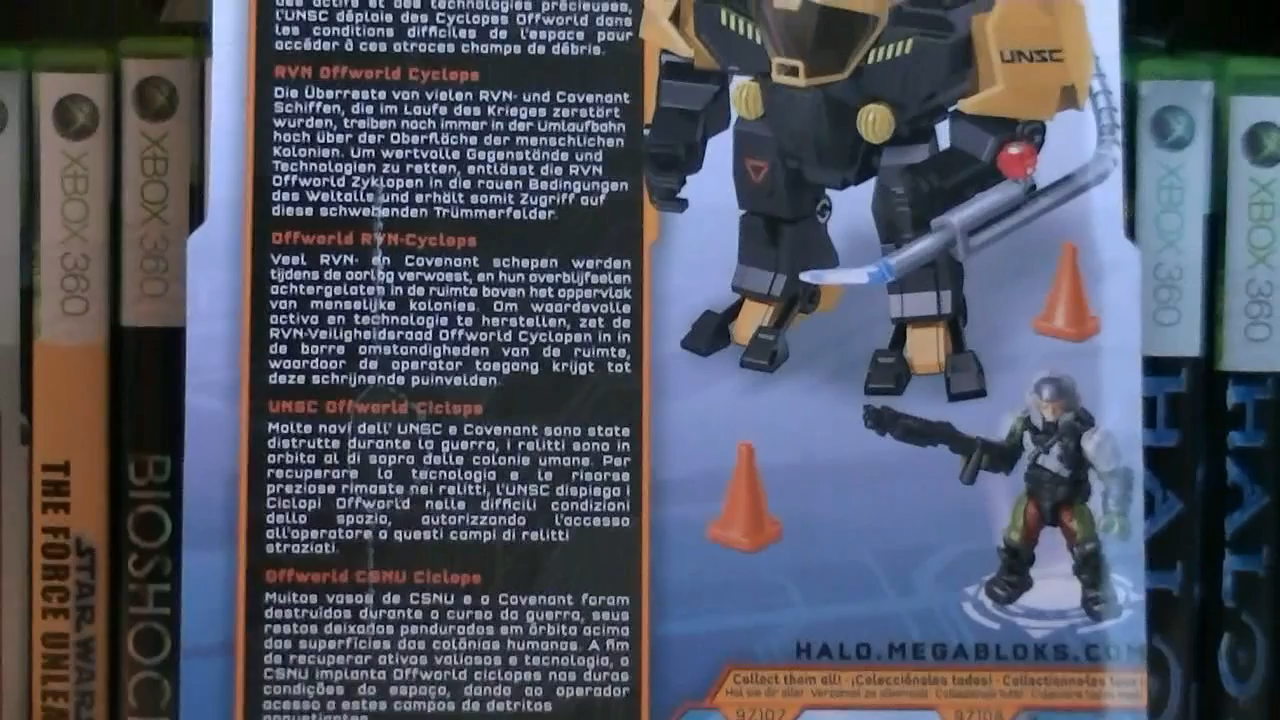 des actifs et des technologies précieuses,
l'UNSC déploie des Cyclopes Offworld dans
les conditions difficiles de l'espace pour
accéder à ces atroces champs de débris.
RVN Offworld Cyclops
Die Überreste von vielen RVN- und Covenant
Schiffen, die im Laufe des Krieges zerstört
wurden, treiben noch immer in der Umlaufbahn
hoch über der Oberfläche der menschlichen
Kolonien. Um wertvolle Gegenstände und
Technologien zu retten, entlässt die RVN
Offworld Zyklopen in die rauen Bedingungen
des Weltalls und erhält somit Zugriff auf
diese schwebenden Trümmerfelder.
Offworld RVN-Cyclops
Veel RVN- en Covenant schepen werden
tijdens de oorlog verwoest, en hun overblijfselen
achtergelaten in de ruimte boven het oppervlak
van menselijke kolonies. Om waardevolle
activa en technologie te herstellen, zet de
RVN-Veiligheidsraad Offworld Cyclopen in in
de barre omstandigheden van de ruimte,
waardoor de operator toegang krijgt tot
deze schrijnende puinvelden.
UNSC Offworld Ciclope
Molte navi dell' UNSC e Covenant sono state
distrutte durante la guerra, i relitti sono in
orbita al di sopra delle colonie umane. Per
recuperare la tecnologia e le risorse
preziose rimaste nei relitti, l'UNSC dispiega i
Ciclopi Offworld nelle difficili condizioni
dello spazio, autorizzando l'accesso
all'operatore a questi campi di relitti
straziati.
Offworld CSNU Ciclope
Muitos vasos de CSNU e o Covenant foram
destruídos durante o curso da guerra, seus
restos deixados pendurados em órbita acima
das superfícies das colônias humanas. A fim
de recuperar ativos valiosos e tecnologia, o
CSNU implanta Offworld ciclopes nas duras
condições do espaço, dando ao operador
acesso a estes campos de detritos
UNSC
HALO.MEGABLOKS.COM
Collect them all! · ¡Colecciónalos todos! · Collectionnez-les tous !
97107
97108
XBOX 360
THE FORCE UNLEA
STAR WARS
XBOX 360
BIOSHOC
XBOX 360
HALO
XBOX 360
HALO